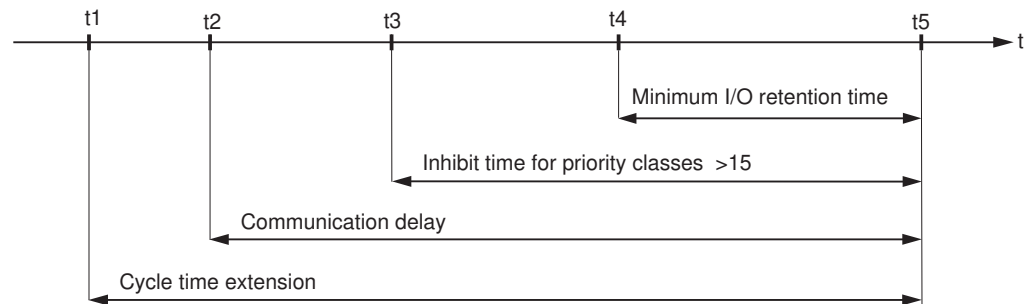 t1 t2 t3 t4 t5
t
Minimum I/O retention time
Inhibit time for priority classes >15
Communication delay
Cycle time extension